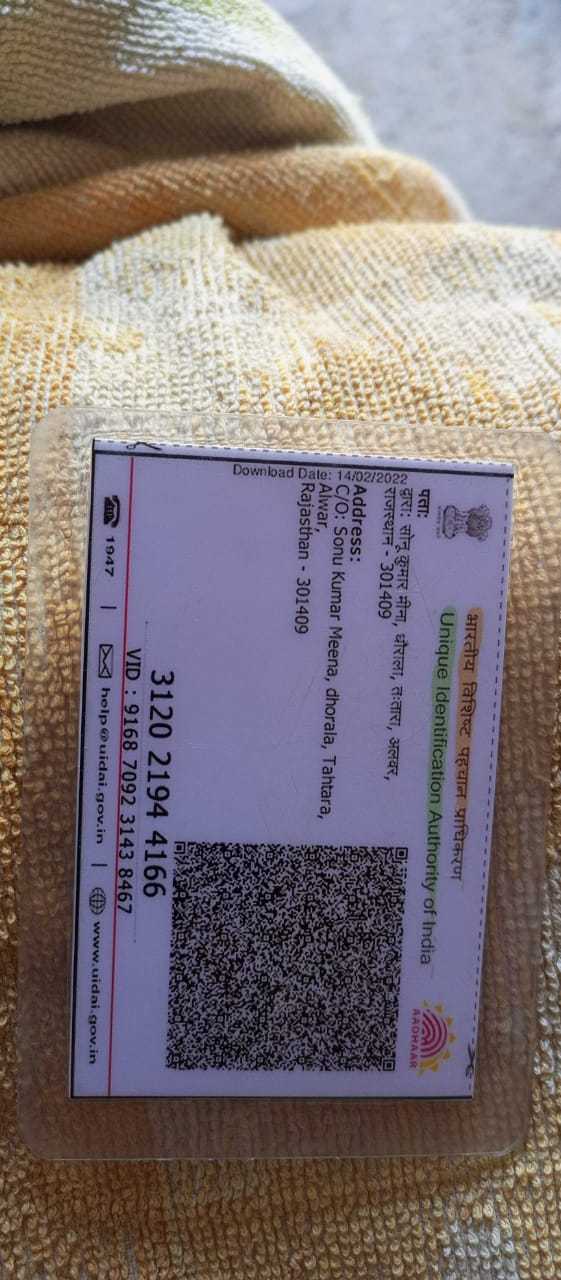 भारतीय विशिष्ट पहचान प्राधिकरण
Unique Identification Authority of India
AADHAAR
Download Date: 14/02/2022
पता:
द्वारा: सोनू कुमार मीना, धौराला, तःतारा, अलवर,
राजस्थान - 301409
Address:
C/O: Sonu Kumar Meena, dhorala, Tahtara,
Alwar,
Rajasthan - 301409
3120 2194 4166
VID : 9168 7092 3143 8467
1947 | help@uidai.gov.in | www.uidai.gov.in